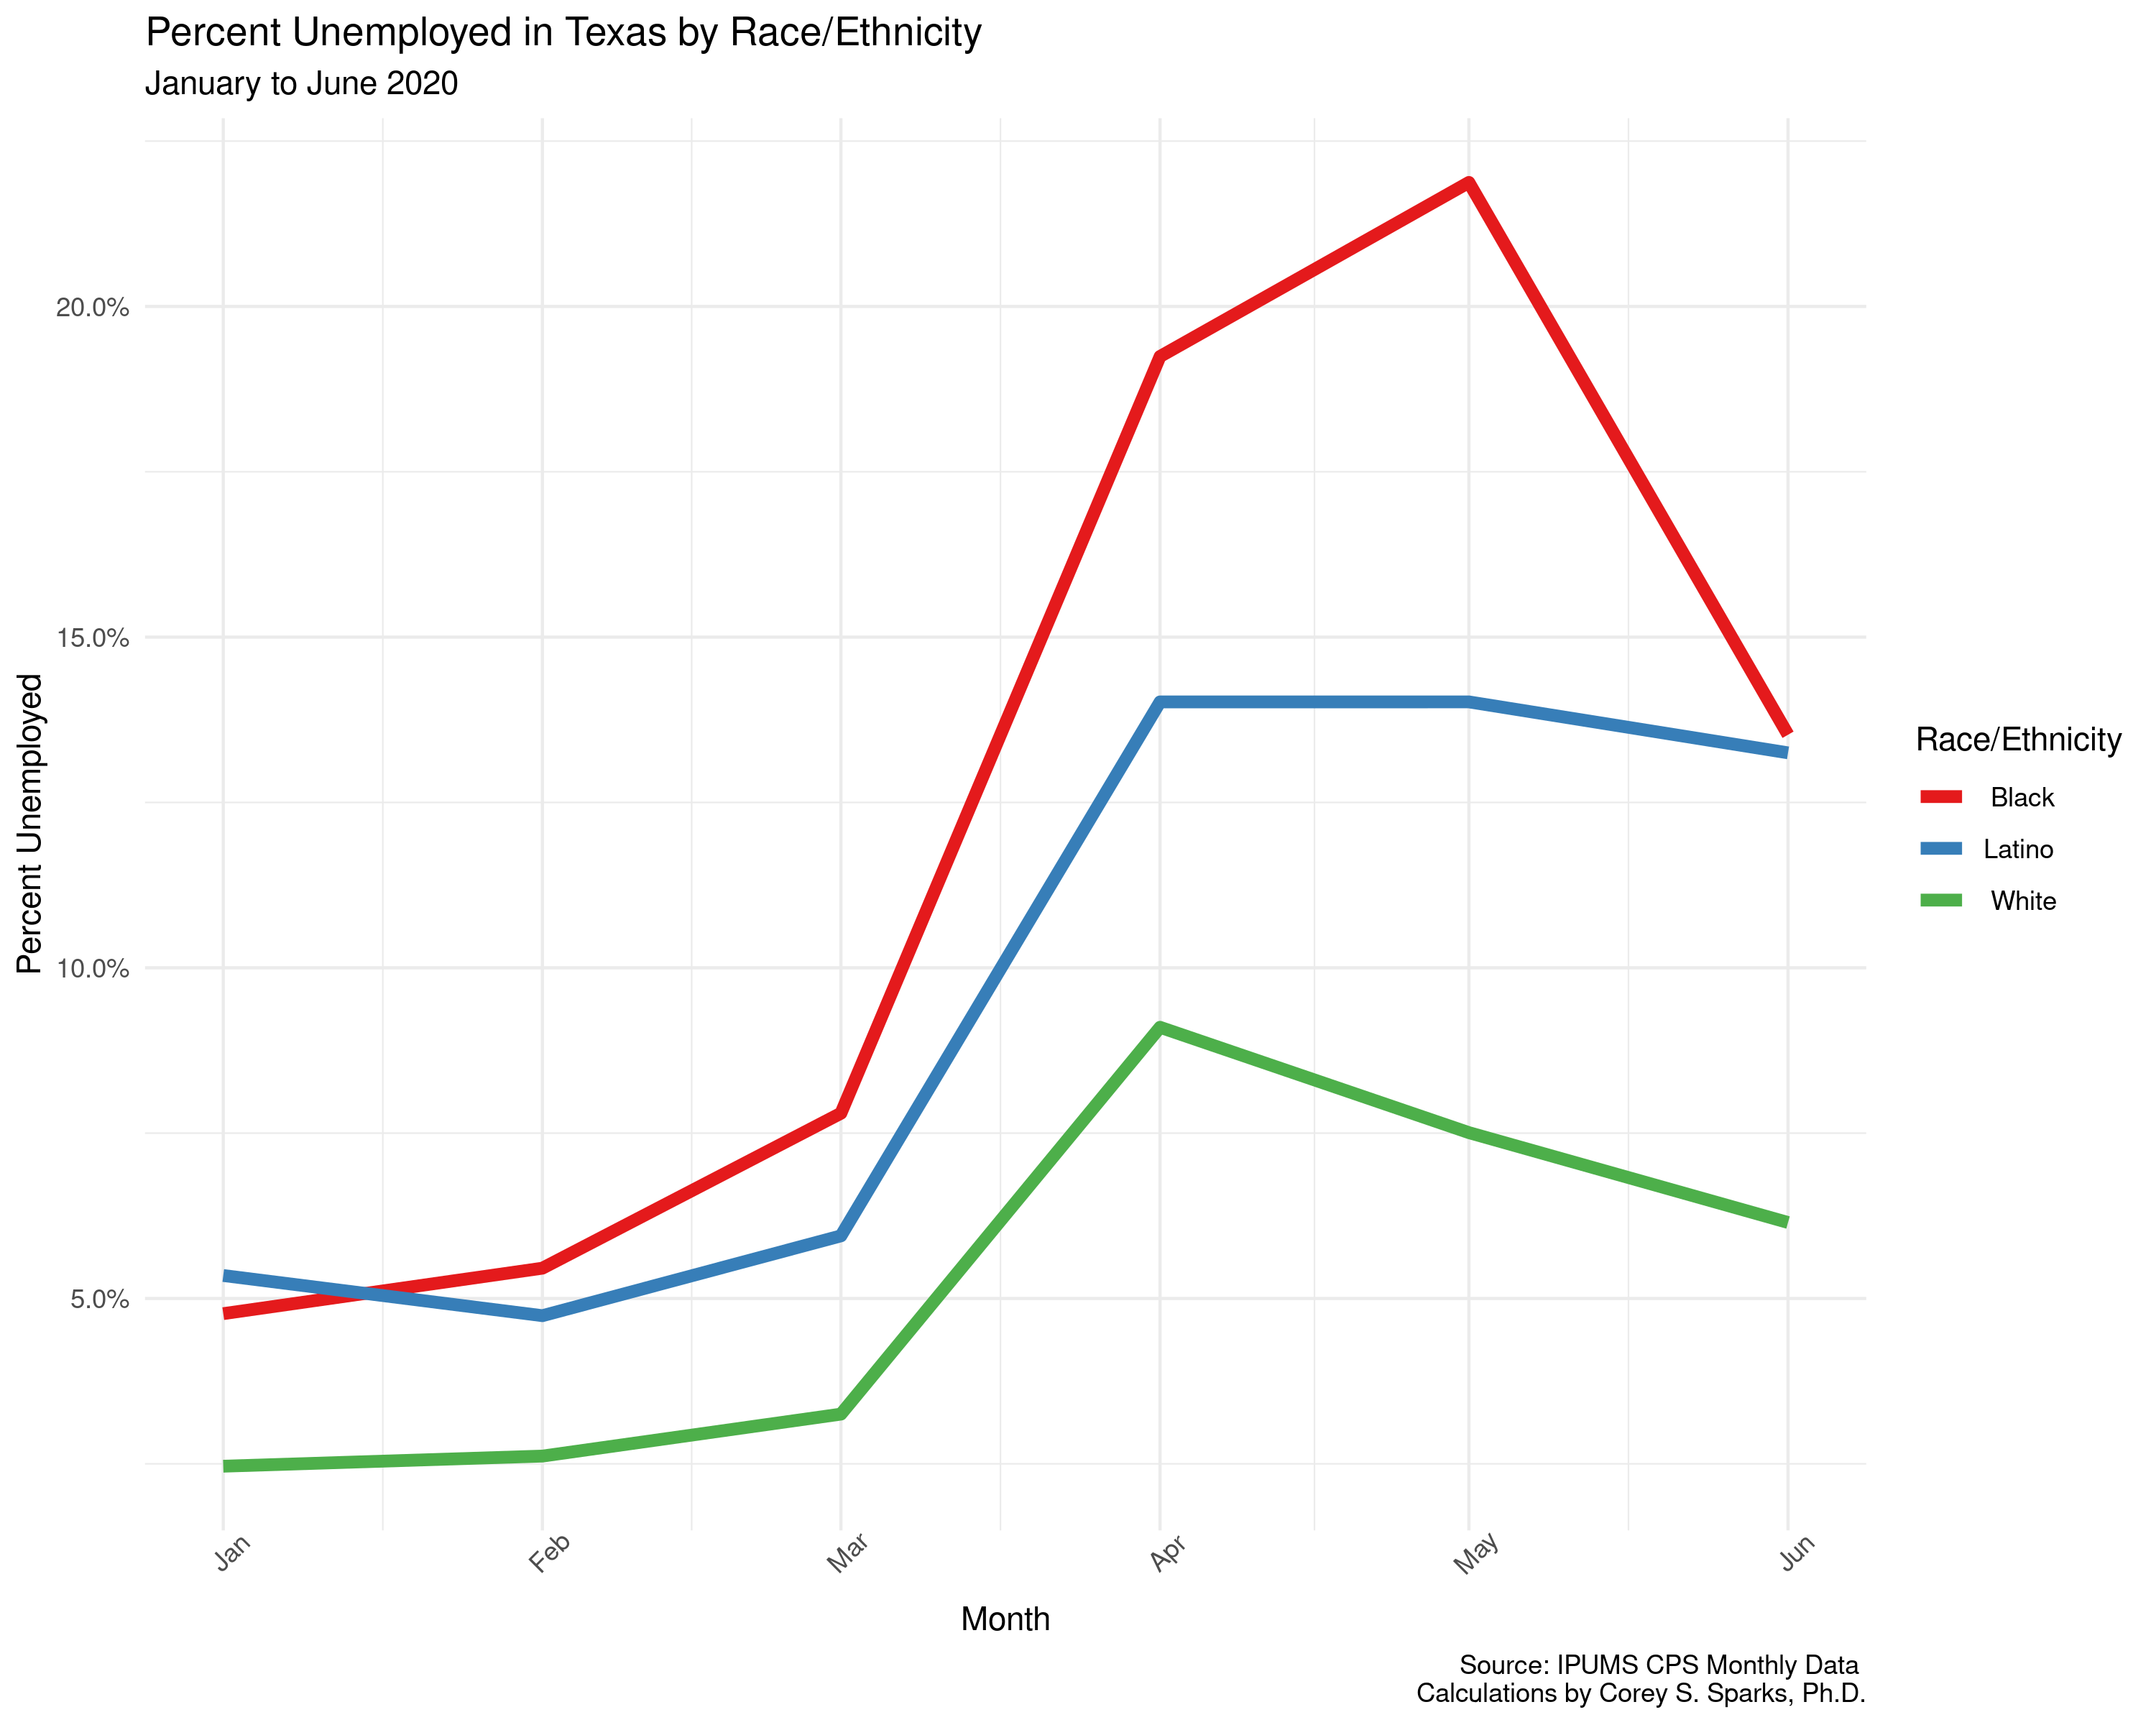 Percent Unemployed in Texas by Race/Ethnicity
January to June 2020
20.0%
15.0%
10.0%
5.0%
Percent Unemployed
Jan
Feb
Mar
Apr
May
Jun
Month
Race/Ethnicity
Black
Latino
White
Source: IPUMS CPS Monthly Data
Calculations by Corey S. Sparks, Ph.D.